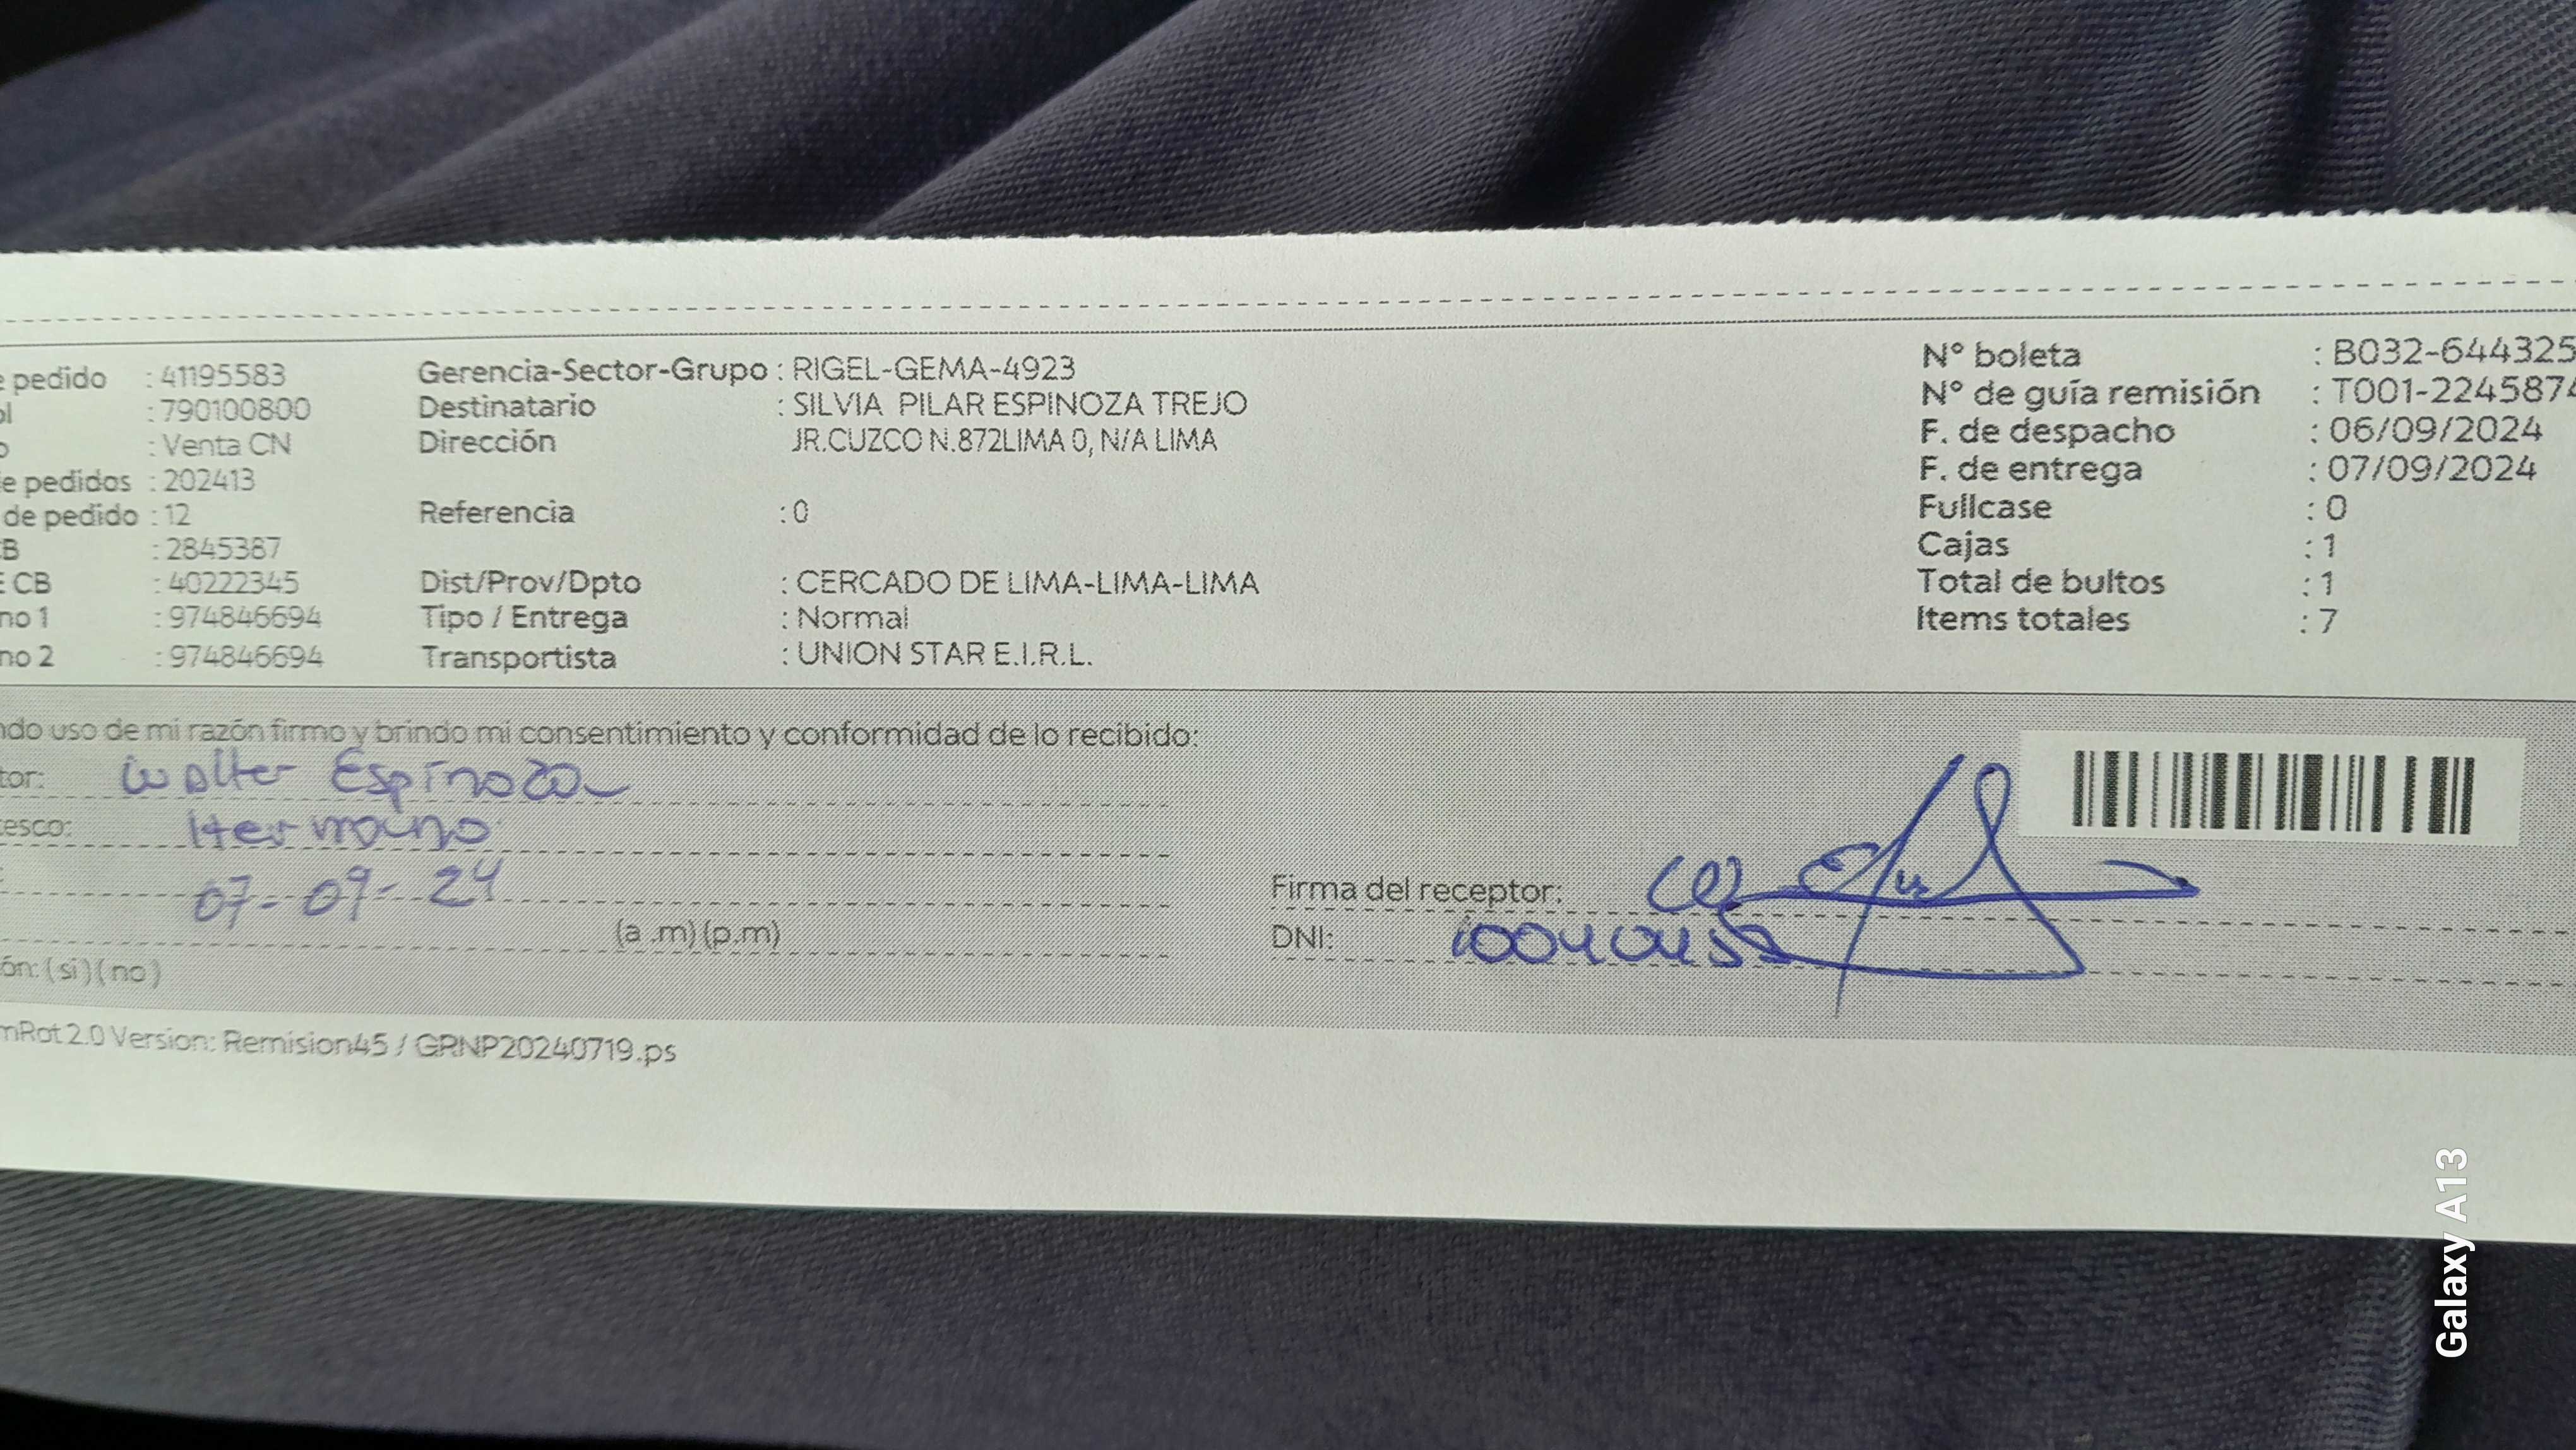 e pedido : 41195583 Gerencia-Sector-Grupo : RIGEL-GEMA-4923 N° boleta : B032-644325
ol : 790100800 Destinatario : SILVIA PILAR ESPINOZA TREJO N° de guía remisión : T001-2245874
o : Venta CN Dirección JR.CUZCO N.872LIMA 0, N/A LIMA F. de despacho : 06/09/2024
e pedidos : 202413 F. de entrega : 07/09/2024
de pedido : 12 Referencia : 0 Fullcase : 0
CB : 2845387 Cajas : 1
E CB : 40222345 Dist/Prov/Dpto : CERCADO DE LIMA-LIMA-LIMA Total de bultos : 1
no 1 : 974846694 Tipo / Entrega : Normal Items totales : 7
no 2 : 974846694 Transportista : UNION STAR E.I.R.L.
ndo uso de mi razón firmo y brindo mi consentimiento y conformidad de lo recibido:
tor: Walter Espinoza
esco: Hermano
07-09-24
Firma del receptor:
(a .m) (p.m) DNI:
ón: ( si ) ( no )
mRot 2.0 Version: Remision45 / GRNP20240719.ps
Galaxy A13